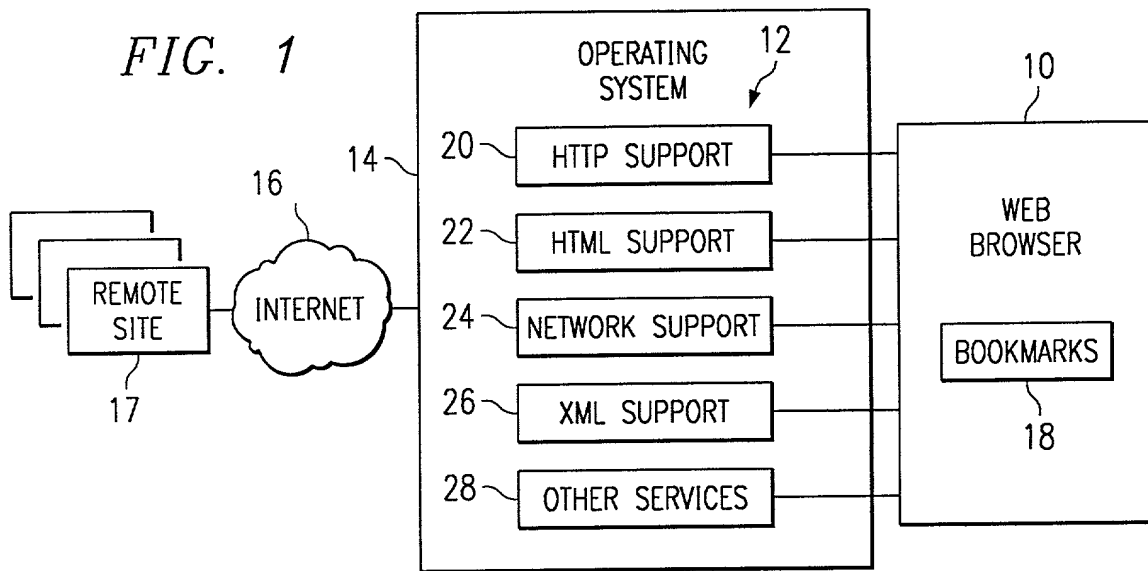 FIG. 1
OPERATING
SYSTEM
12
10
14
20
HTTP SUPPORT
16
22
HTML SUPPORT
WEB
BROWSER
REMOTE
SITE
INTERNET
24
NETWORK SUPPORT
BOOKMARKS
17
26
XML SUPPORT
18
28
OTHER SERVICES